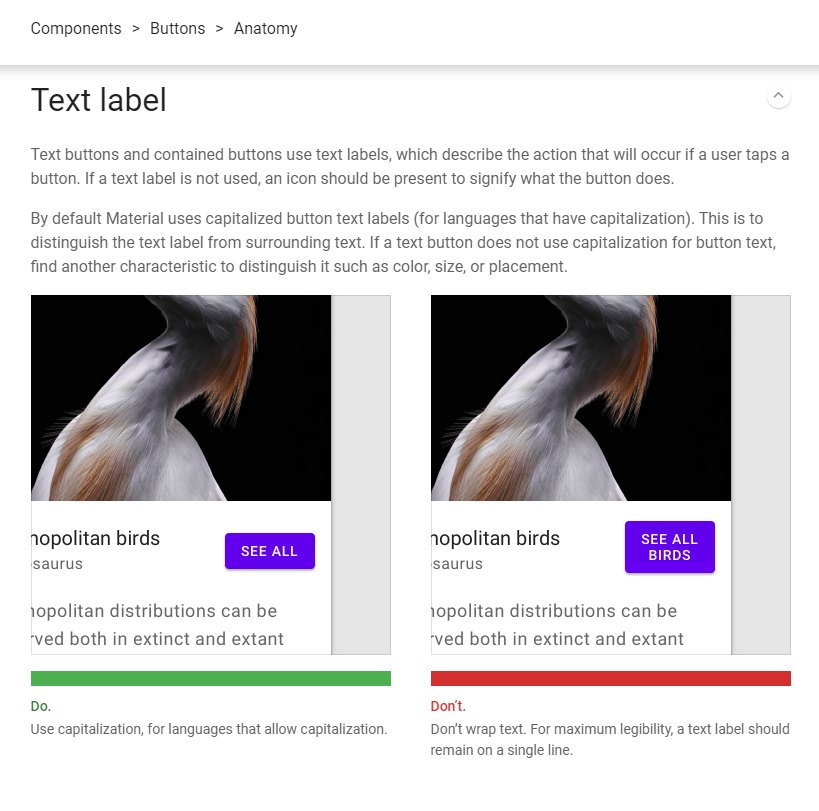 Components > Buttons > Anatomy
Text label
Text buttons and contained buttons use text labels, which describe the action that will occur if a user taps a
button. If a text label is not used, an icon should be present to signify what the button does.
By default Material uses capitalized button text labels (for languages that have capitalization). This is to
distinguish the text label from surrounding text. If a text button does not use capitalization for button text,
find another characteristic to distinguish it such as color, size, or placement.
nopolitan birds
saurus
SEE ALL
nopolitan distributions can be
rved both in extinct and extant
Do.
Use capitalization, for languages that allow capitalization.
nopolitan birds
saurus
SEE ALL
BIRDS
nopolitan distributions can be
rved both in extinct and extant
Don’t.
Don’t wrap text. For maximum legibility, a text label should
remain on a single line.